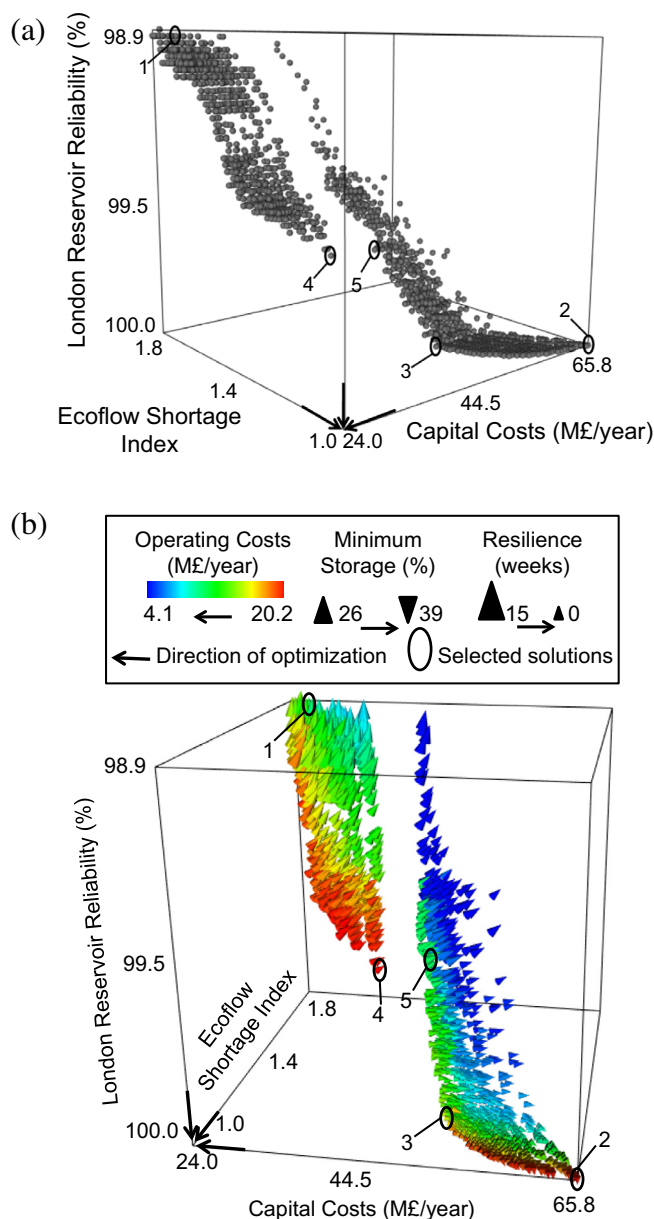 (a)
London Reservoir Reliability (%)
98.9
99.5
100.0
1
2
3
4
5
1.8
1.4
1.0
Ecoflow Shortage
Index
24.0
44.5
65.8
Capital Costs (M£/year)
(b)
Operating Costs
(M£/year)
4.1 20.2
Minimum
Storage (%)
26 39
Resilience
(weeks)
15 0
Direction of optimization
Selected solutions
London Reservoir Reliability (%)
98.9
99.5
100.0
1
2
3
4
5
Ecoflow
Shortage Index
1.8
1.4
1.0
24.0
44.5
65.8
Capital Costs (M£/year)